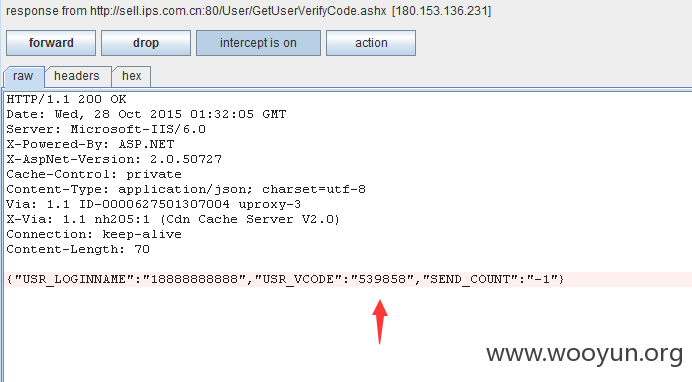 response from http://sell.ips.com.cn:80/User/GetUserVerifyCode.ashx [180.153.136.231]
forward drop intercept is on action
raw headers hex
HTTP/1.1 200 OK
Date: Wed, 28 Oct 2015 01:32:05 GMT
Server: Microsoft-IIS/6.0
X-Powered-By: ASP.NET
X-AspNet-Version: 2.0.50727
Cache-Control: private
Content-Type: application/json; charset=utf-8
Via: 1.1 ID-0000627501307004 uproxy-3
X-Via: 1.1 nh205:1 (Cdn Cache Server V2.0)
Connection: keep-alive
Content-Length: 70
{"USR_LOGINNAME":"18888888888","USR_VCODE":"539858","SEND_COUNT":"-1"}
www.wooyun.org